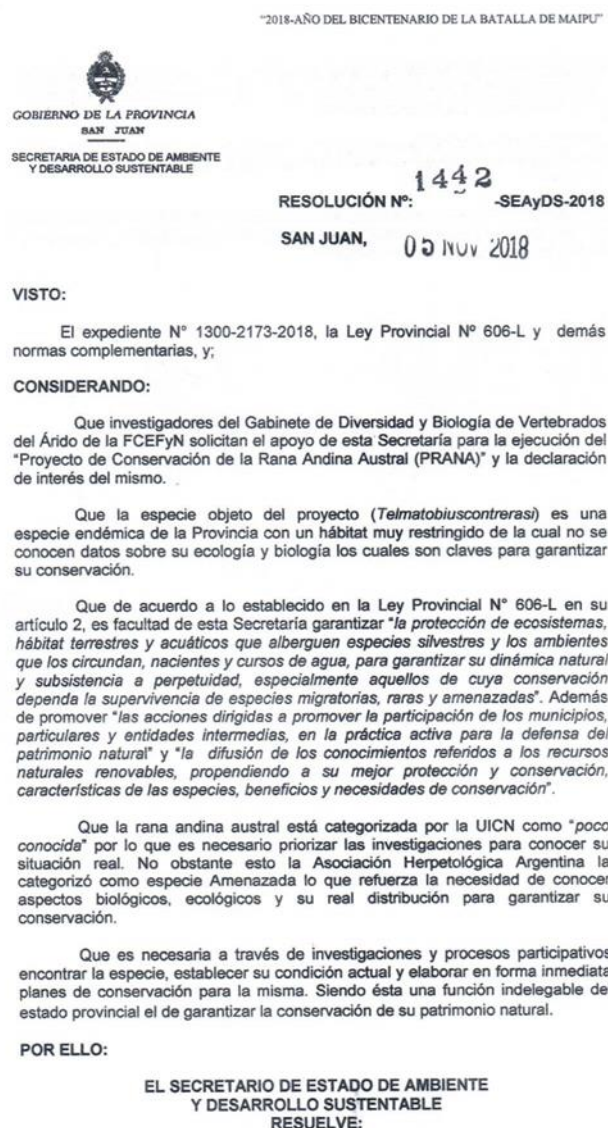 "2018-AÑO DEL BICENTENARIO DE LA BATALLA DE MAIPU"
GOBIERNO DE LA PROVINCIA
SAN JUAN
SECRETARIA DE ESTADO DE AMBIENTE
Y DESARROLLO SUSTENTABLE
1442
RESOLUCIÓN Nº: -SEAyDS-2018
SAN JUAN, 05 NOV 2018
VISTO:
El expediente N° 1300-2173-2018, la Ley Provincial Nº 606-L y demás
normas complementarias, y;
CONSIDERANDO:
Que investigadores del Gabinete de Diversidad y Biología de Vertebrados
del Árido de la FCEFyN solicitan el apoyo de esta Secretaría para la ejecución del
"Proyecto de Conservación de la Rana Andina Austral (PRANA)" y la declaración
de interés del mismo.
Que la especie objeto del proyecto (Telmatobiuscontrerasi) es una
especie endémica de la Provincia con un hábitat muy restringido de la cual no se
conocen datos sobre su ecología y biología los cuales son claves para garantizar
su conservación.
Que de acuerdo a lo establecido en la Ley Provincial N° 606-L en su
artículo 2, es facultad de esta Secretaría garantizar "la protección de ecosistemas,
hábitat terrestres y acuáticos que alberguen especies silvestres y los ambientes
que los circundan, nacientes y cursos de agua, para garantizar su dinámica natural
y subsistencia a perpetuidad, especialmente aquellos de cuya conservación
dependa la supervivencia de especies migratorias, raras y amenazadas". Además
de promover "las acciones dirigidas a promover la participación de los municipios,
particulares y entidades intermedias, en la práctica activa para la defensa del
patrimonio natural" y "la difusión de los conocimientos referidos a los recursos
naturales renovables, propendiendo a su mejor protección y conservación,
características de las especies, beneficios y necesidades de conservación".
Que la rana andina austral está categorizada por la UICN como "poco
conocida" por lo que es necesario priorizar las investigaciones para conocer su
situación real. No obstante esto la Asociación Herpetológica Argentina la
categorizó como especie Amenazada lo que refuerza la necesidad de conocer
aspectos biológicos, ecológicos y su real distribución para garantizar su
conservación.
Que es necesaria a través de investigaciones y procesos participativos
encontrar la especie, establecer su condición actual y elaborar en forma inmediata
planes de conservación para la misma. Siendo ésta una función indelegable de
estado provincial el de garantizar la conservación de su patrimonio natural.
POR ELLO:
EL SECRETARIO DE ESTADO DE AMBIENTE
Y DESARROLLO SUSTENTABLE
RESUELVE: